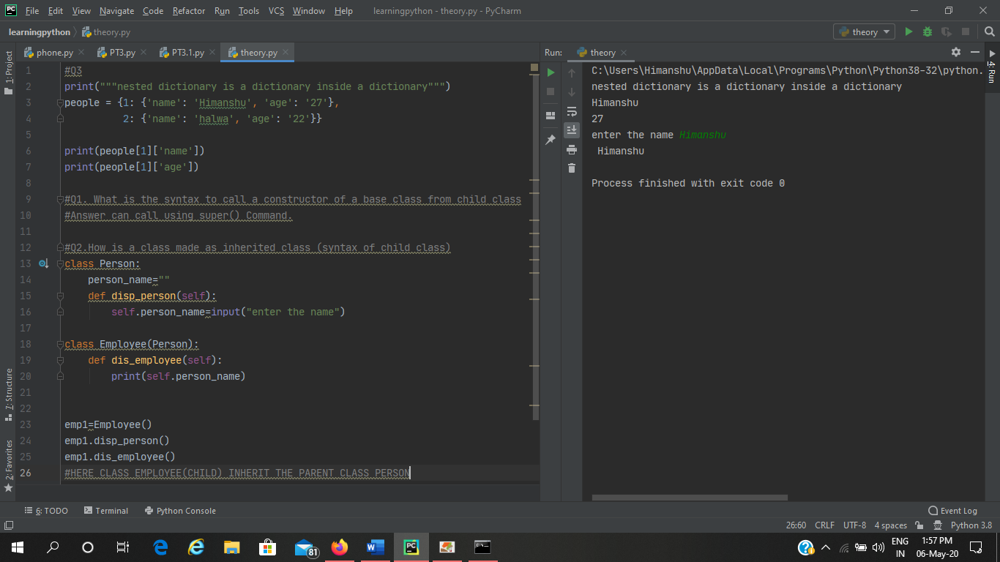 PC File Edit View Navigate Code Refactor Run Tools VCS Window Help learningpython - theory.py - PyCharm
learningpython theory.py theory
phone.py PT3.py PT3.1.py theory.py Run: theory
1: Project
7: Structure
2: Favorites
4: Run
1 #Q3
2 print("""nested dictionary is a dictionary inside a dictionary""")
3 people = {1: {'name': 'Himanshu', 'age': '27'},
4 2: {'name': 'halwa', 'age': '22'}}
5
6 print(people[1]['name'])
7 print(people[1]['age'])
8
9 #Q1. What is the syntax to call a constructor of a base class from child class
10 #Answer can call using super() Command.
11
12 #Q2.How is a class made as inherited class (syntax of child class)
13 class Person:
14 person_name=""
15 def disp_person(self):
16 self.person_name=input("enter the name")
17
18 class Employee(Person):
19 def dis_employee(self):
20 print(self.person_name)
21
22
23 emp1=Employee()
24 emp1.disp_person()
25 emp1.dis_employee()
26 #HERE CLASS EMPLOYEE(CHILD) INHERIT THE PARENT CLASS PERSON
C:\Users\Himanshu\AppData\Local\Programs\Python\Python38-32\python.
nested dictionary is a dictionary inside a dictionary
Himanshu
27
enter the name Himanshu
Himanshu
Process finished with exit code 0
6: TODO Terminal Python Console Event Log
26:60 CRLF UTF-8 4 spaces Python 3.8
81 PC ENG 1:57 PM
IN 06-May-20